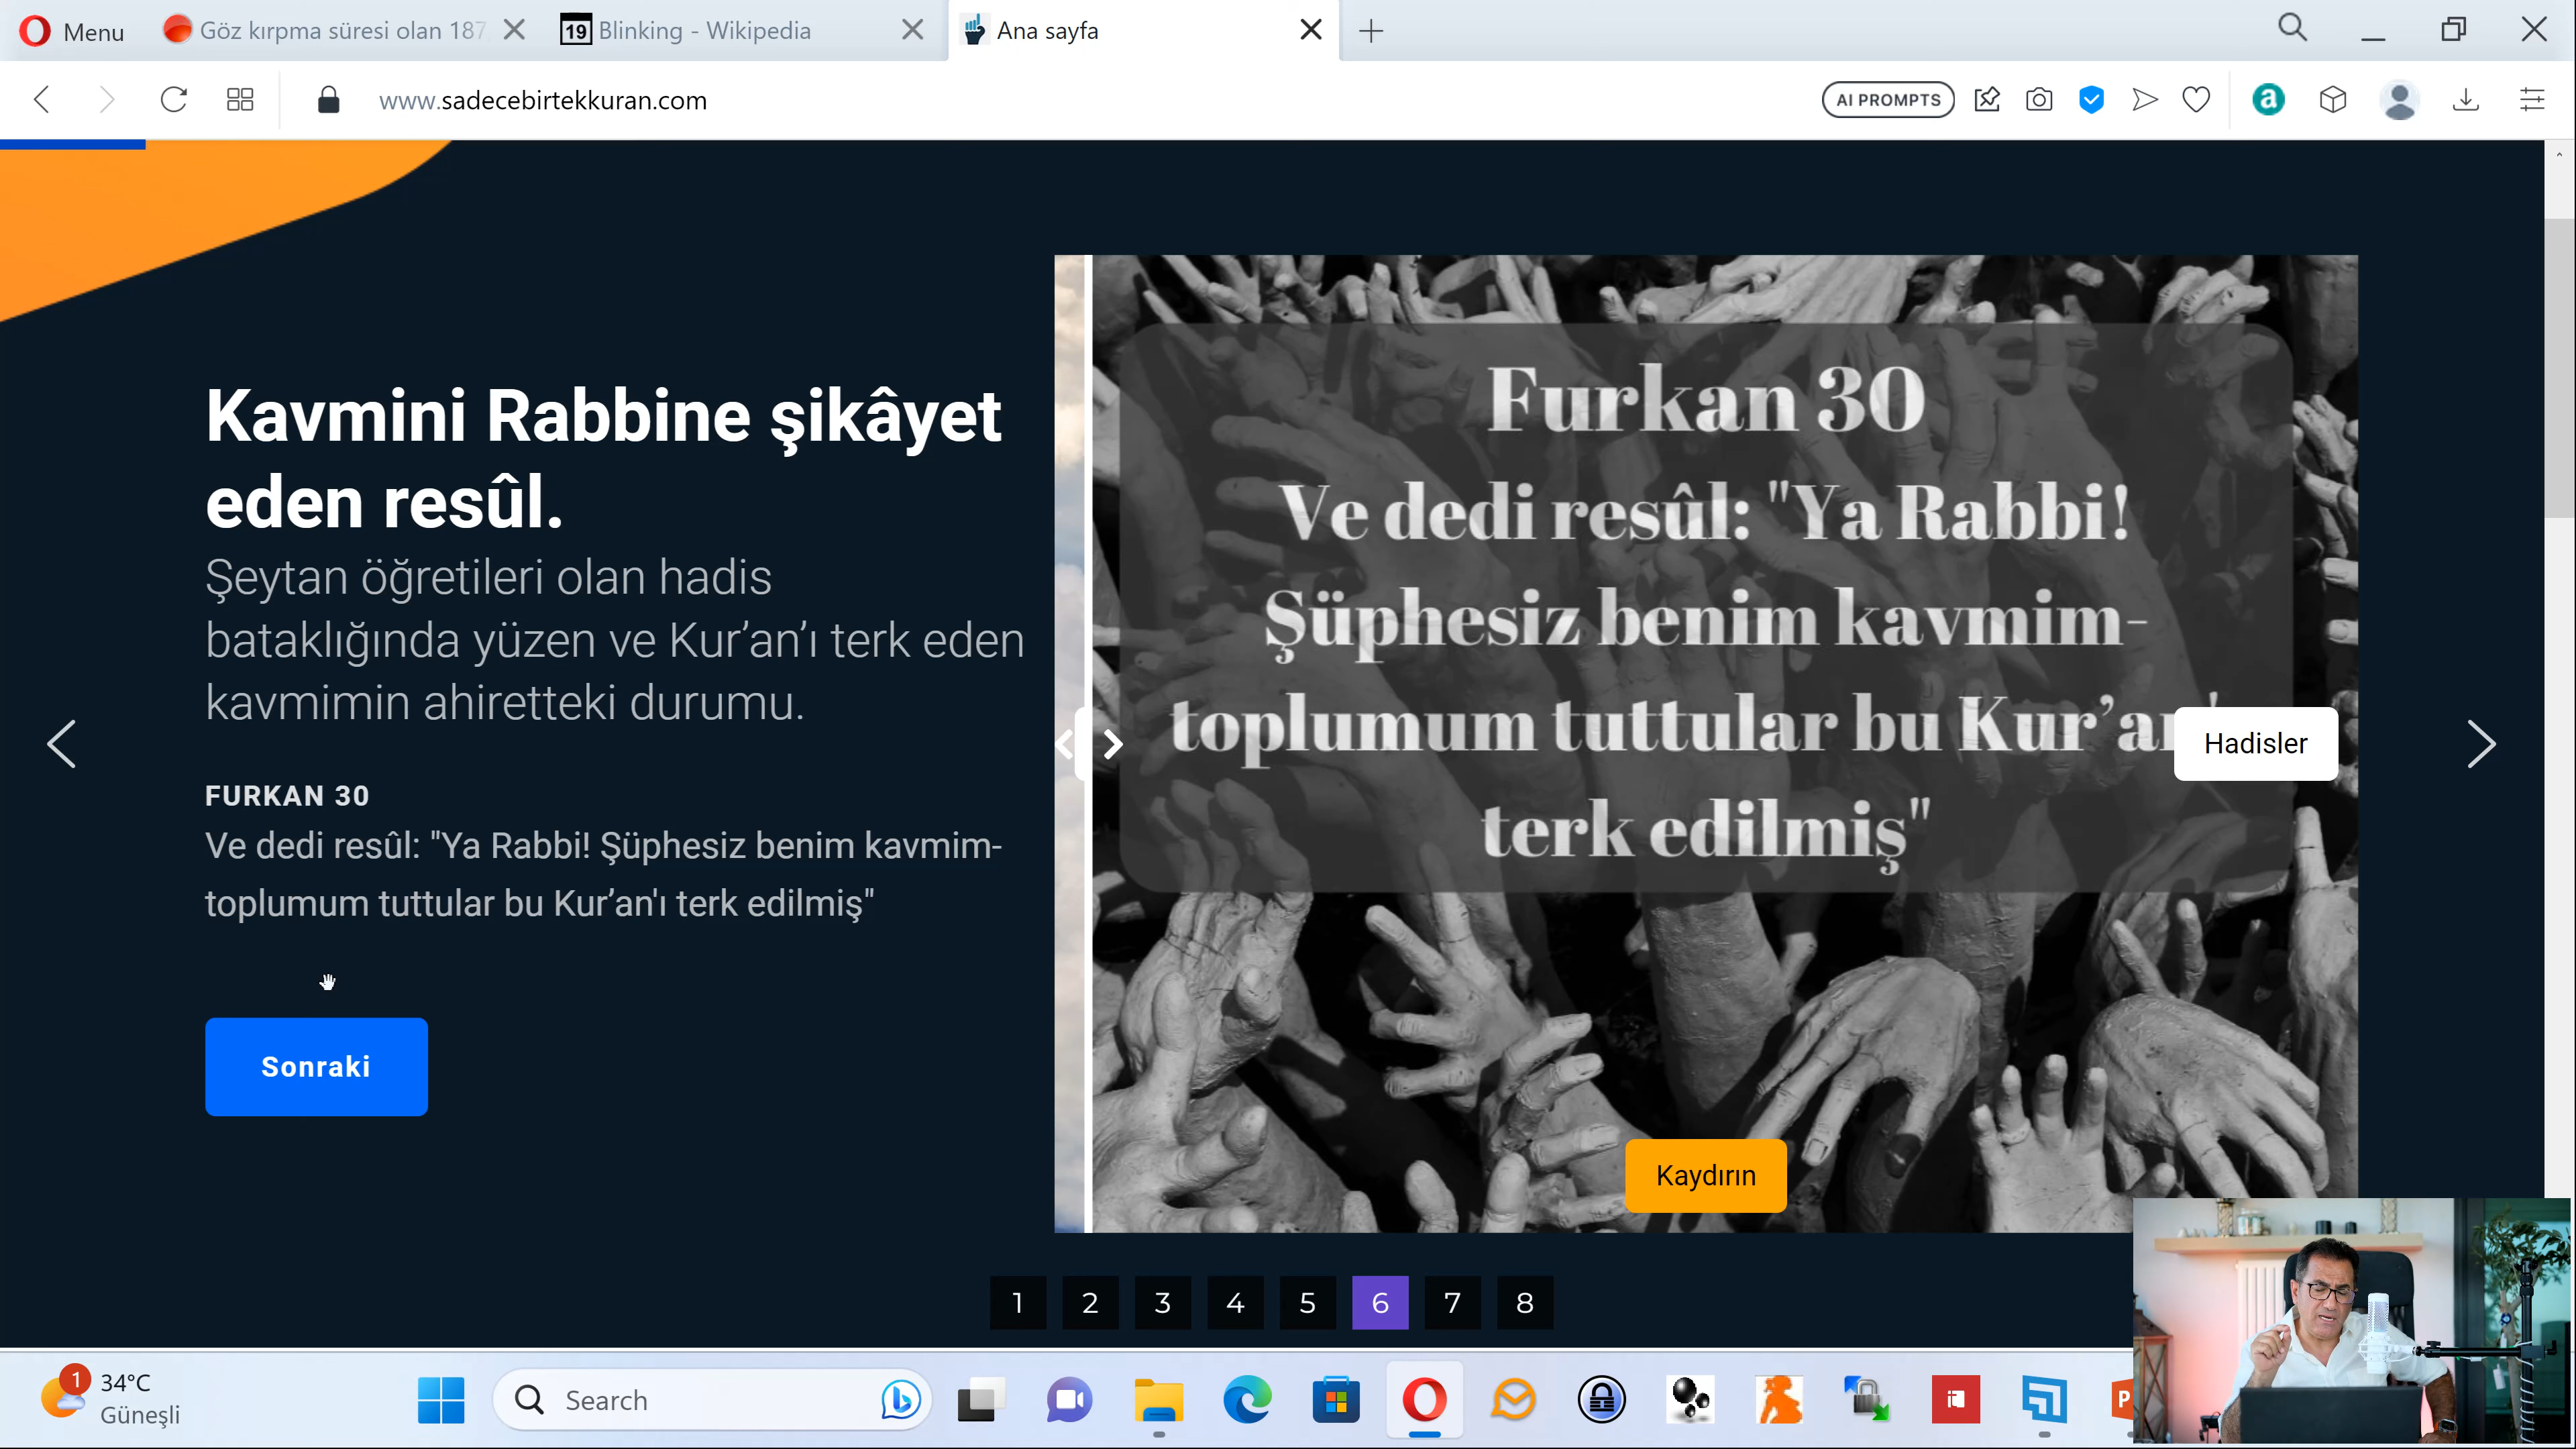 Menu
Göz kırpma süresi olan 187
19
Blinking - Wikipedia
Ana sayfa
www.sadecebirtekkuran.com
AI PROMPTS
a
Kavmini Rabbine şikâyet
eden resûl.
Şeytan öğretileri olan hadis
bataklığında yüzen ve Kur’an’ı terk eden
kavmimin ahiretteki durumu.
FURKAN 30
Ve dedi resûl: "Ya Rabbi! Şüphesiz benim kavmim-
toplumum tuttular bu Kur’an'ı terk edilmiş"
Sonraki
Furkan 30
Ve dedi resûl: "Ya Rabbi!
Şüphesiz benim kavmim-
toplumum tuttular bu
terk edilmiş"
Hadisler
Kaydırın
1 2 3 4 5 6 7 8
1
34°C
Güneşli
Search